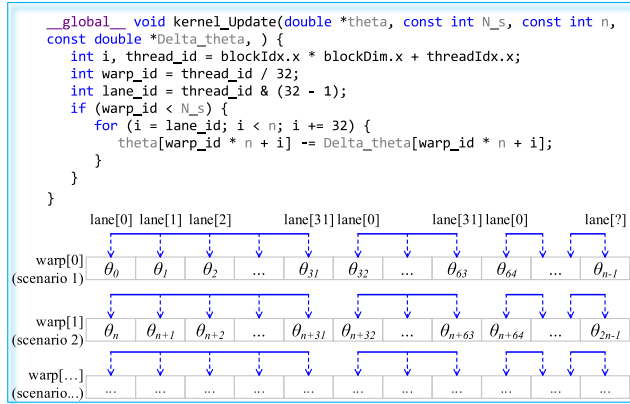 __global__ void kernel_Update(double *theta, const int N_s, const int n,
const double *Delta_theta, ) {
int i, thread_id = blockIdx.x * blockDim.x + threadIdx.x;
int warp_id = thread_id / 32;
int lane_id = thread_id & (32 - 1);
if (warp_id < N_s) {
for (i = lane_id; i < n; i += 32) {
theta[warp_id * n + i] -= Delta_theta[warp_id * n + i];
}
}
}
lane[0] lane[1] lane[2] lane[31] lane[0] lane[31] lane[0] lane[?]
warp[0] (scenario 1) θ0 θ1 θ2 ... θ31 θ32 ... θ63 θ64 ... θn-1
warp[1] (scenario 2) θn θn+1 θn+2 ... θn+31 θn+32 ... θn+63 θn+64 ... θ2n-1
warp[...] (scenario...) ... ... ... ... ... ... ... ... ... ... ...